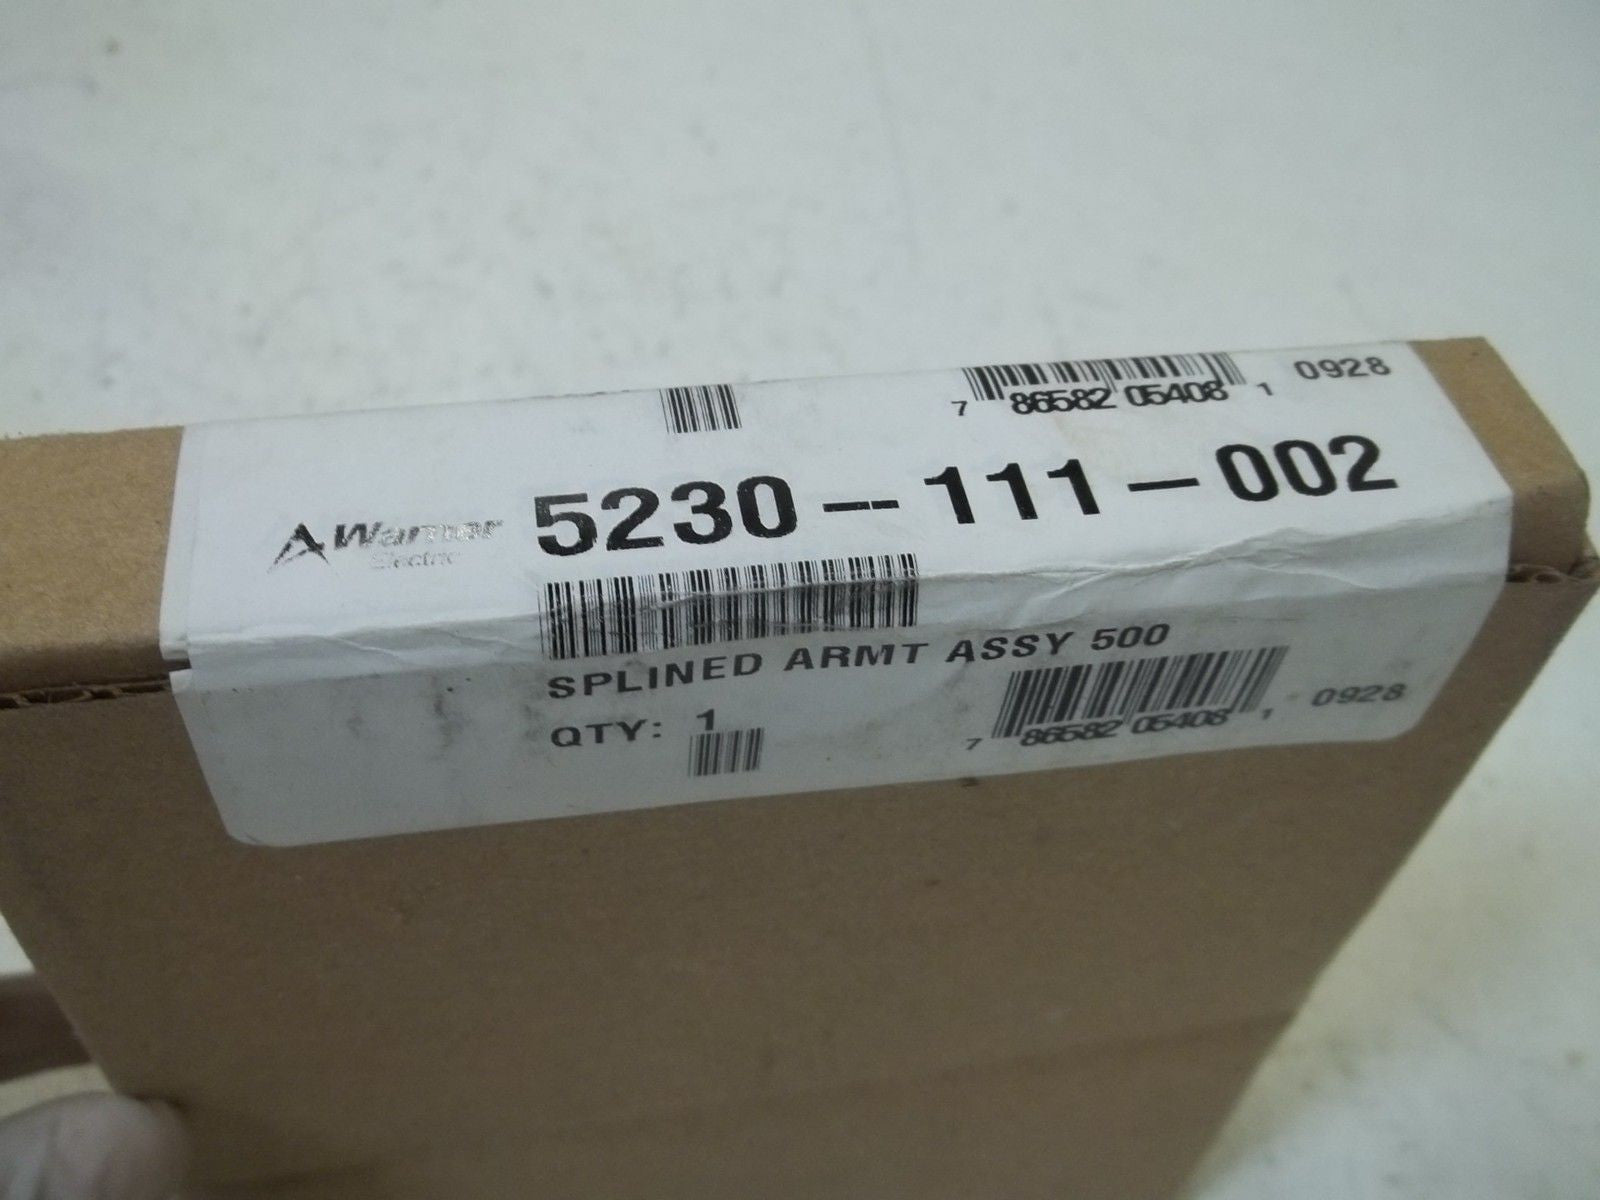 7 86582 05408 1 0928
Warner 5230-111-002
Electric
SPLINED ARMT ASSY 500
QTY: 1
7 86582 05408 1 0928